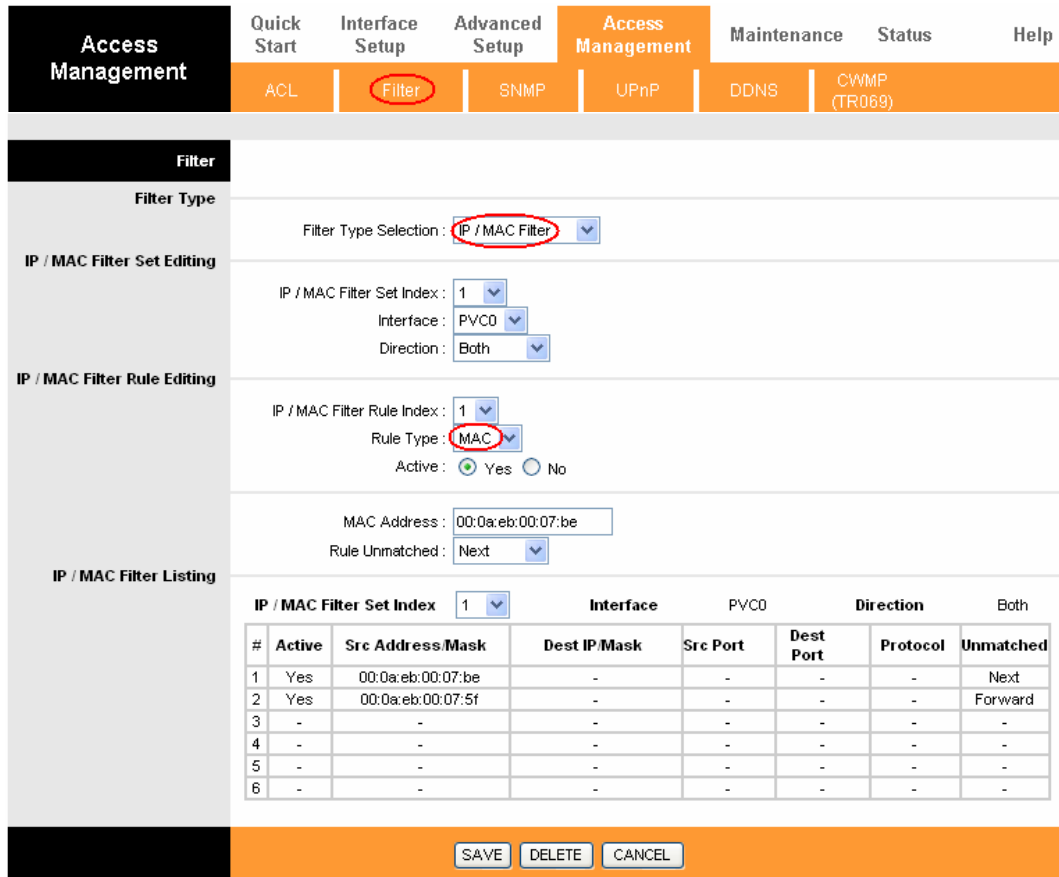 Access Management
Quick Start
Interface Setup
Advanced Setup
Access Management
Maintenance
Status
Help
ACL
Filter
SNMP
UPnP
DDNS
CWMP (TR069)
Filter
Filter Type
Filter Type Selection : IP / MAC Filter
IP / MAC Filter Set Editing
IP / MAC Filter Set Index : 1
Interface : PVC0
Direction : Both
IP / MAC Filter Rule Editing
IP / MAC Filter Rule Index : 1
Rule Type : MAC
Active : Yes No
MAC Address : 00:0a:eb:00:07:be
Rule Unmatched : Next
IP / MAC Filter Listing
IP / MAC Filter Set Index 1 Interface PVC0 Direction Both
# Active Src Address/Mask Dest IP/Mask Src Port Dest Port Protocol Unmatched
1 Yes 00:0a:eb:00:07:be - - - - Next
2 Yes 00:0a:eb:00:07:5f - - - - Forward
3 - - - - - - -
4 - - - - - - -
5 - - - - - - -
6 - - - - - - -
SAVE DELETE CANCEL